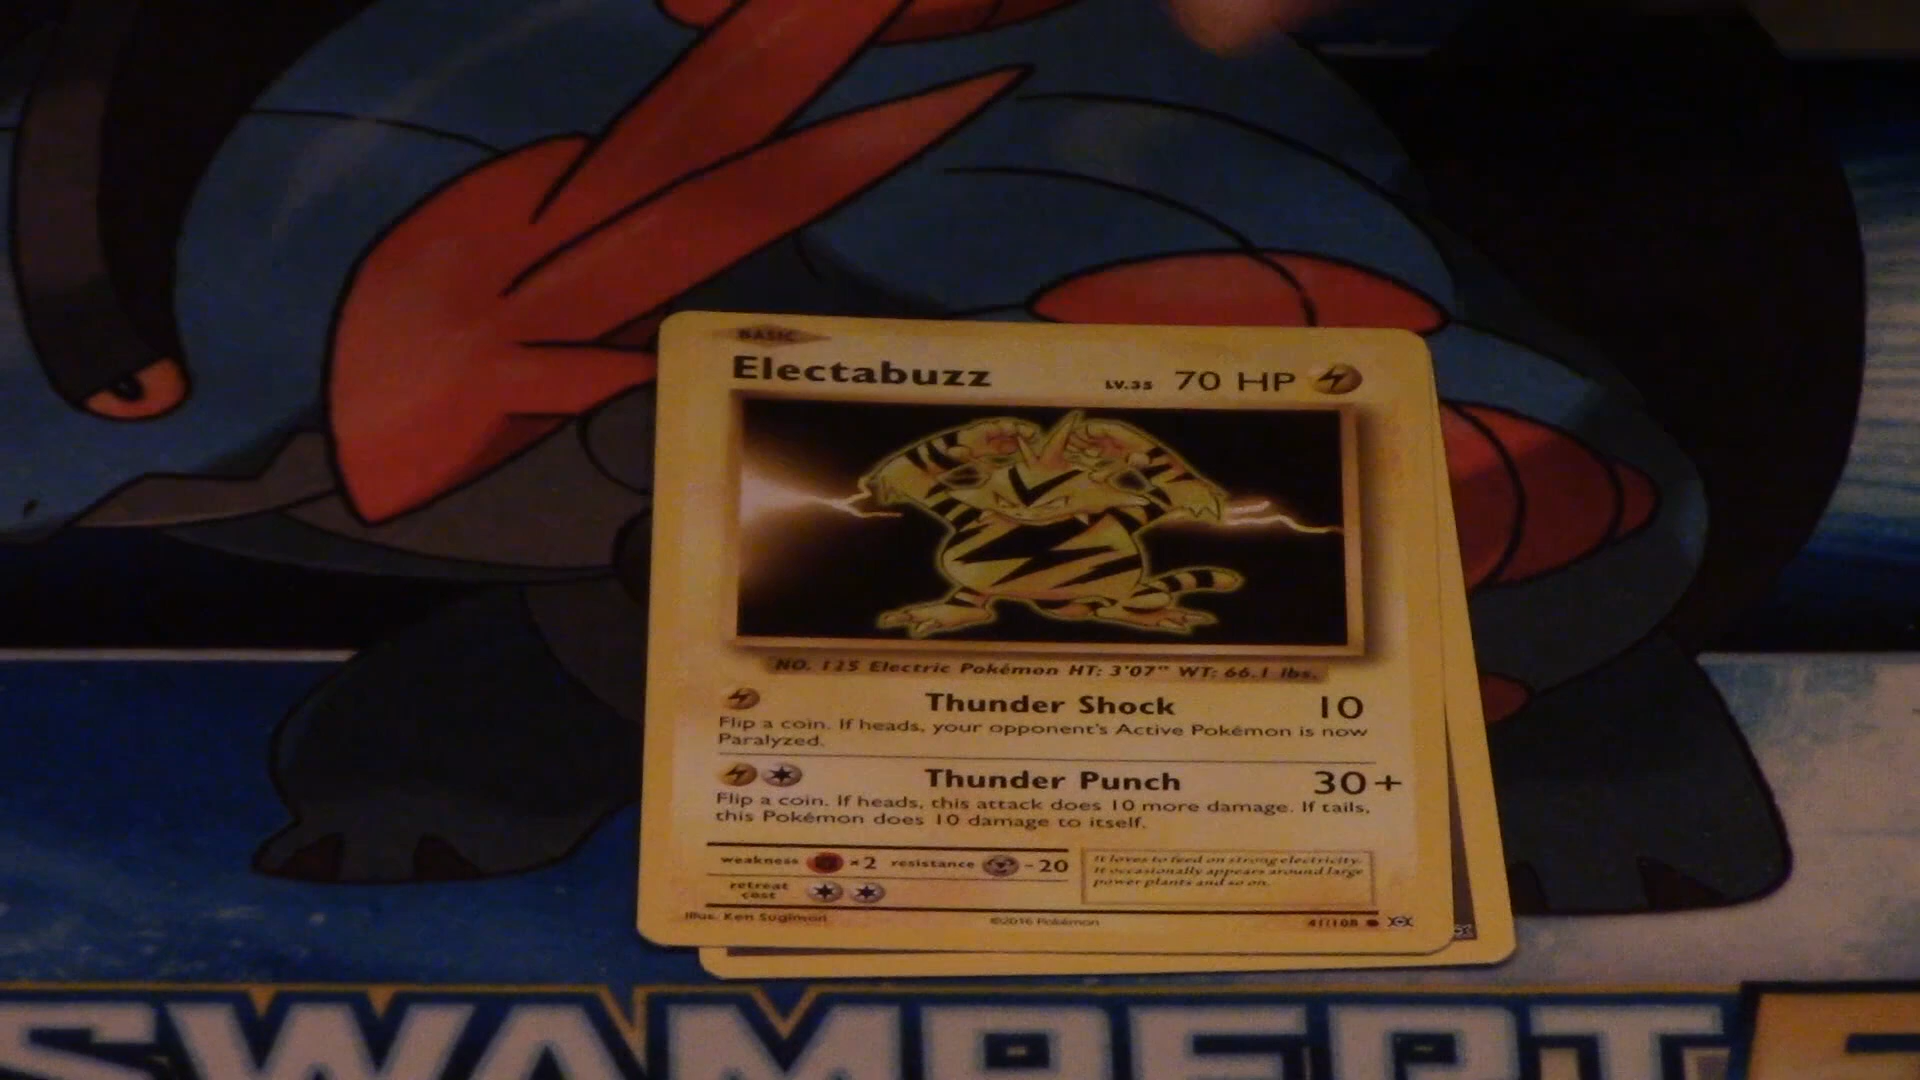 BASIC
Electabuzz LV.35 70 HP
NO. 125 Electric Pokémon HT: 3'07" WT: 66.1 lbs.
Thunder Shock 10
Flip a coin. If heads, your opponent's Active Pokémon is now
Paralyzed.
Thunder Punch 30+
Flip a coin. If heads, this attack does 10 more damage. If tails,
this Pokémon does 10 damage to itself.
weakness ×2 resistance -20
retreat
cost
It loves to feed on strong electricity.
It occasionally appears around large
power plants and so on.
Illus. Ken Sugimori ©2016 Pokémon 41/108
SWAMPERT